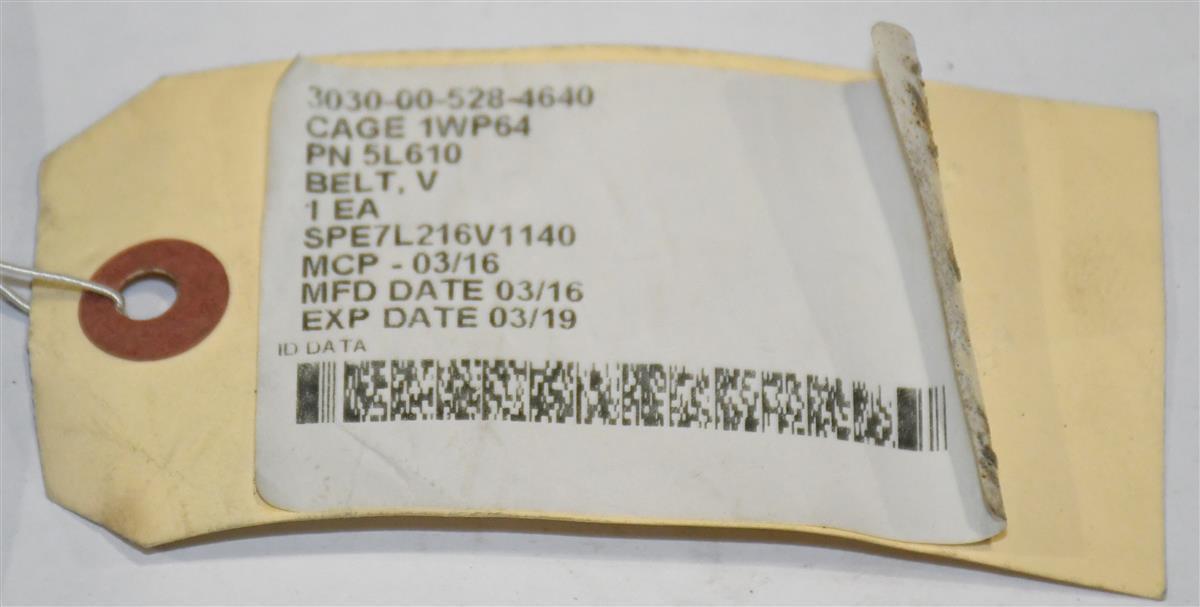 3030-00-528-4640
CAGE 1WP64
PN 5L610
BELT, V
1 EA
SPE7L216V1140
MCP - 03/16
MFD DATE 03/16
EXP DATE 03/19
ID DATA